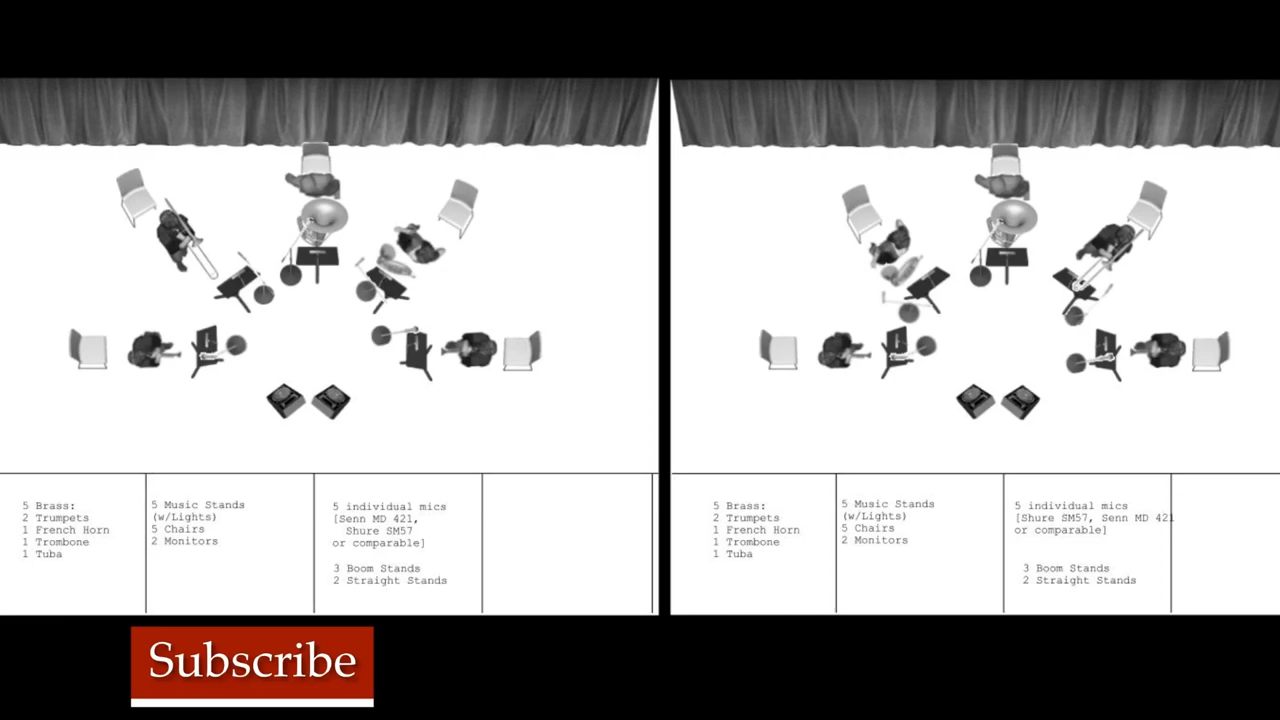 5 Brass:
2 Trumpets
1 French Horn
1 Trombone
1 Tuba
5 Music Stands
(w/Lights)
5 Chairs
2 Monitors
5 individual mics
[Senn MD 421,
Shure SM57
or comparable]
3 Boom Stands
2 Straight Stands
5 Brass:
2 Trumpets
1 French Horn
1 Trombone
1 Tuba
5 Music Stands
(w/Lights)
5 Chairs
2 Monitors
5 individual mics
[Shure SM57, Senn MD 421
or comparable]
3 Boom Stands
2 Straight Stands
Subscribe